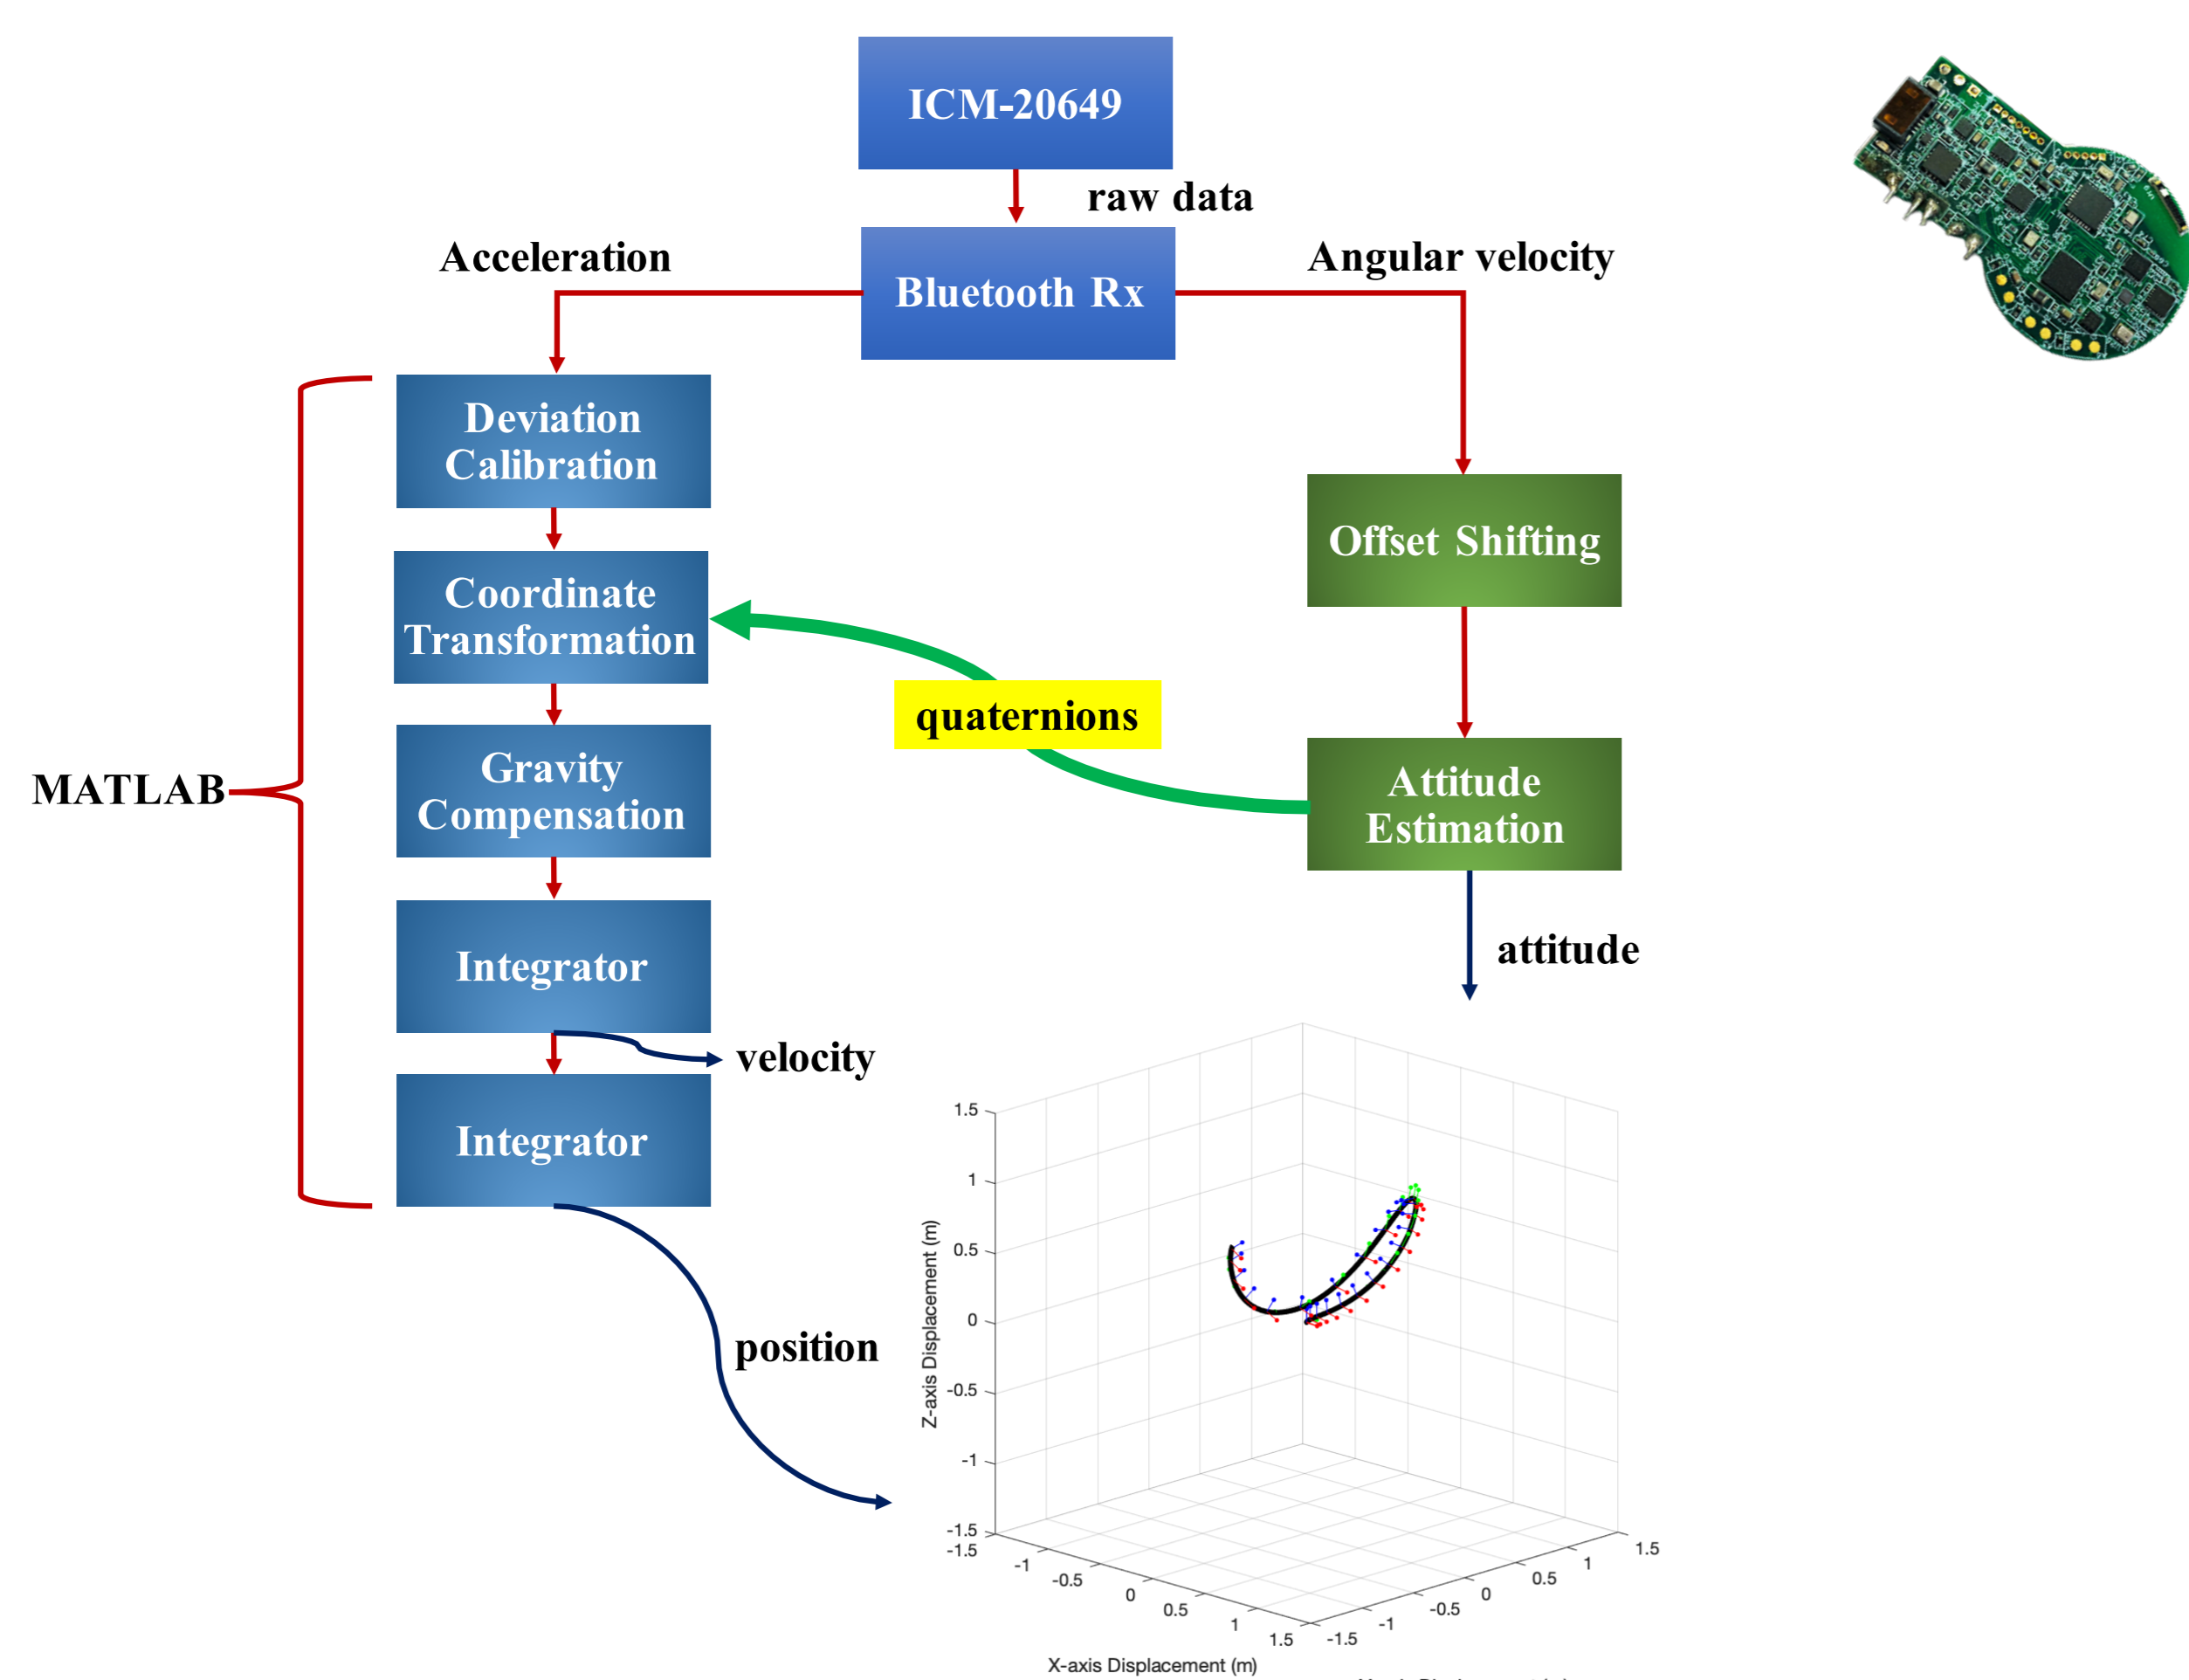 ICM-20649
raw data
Acceleration
Bluetooth Rx
Angular velocity
Deviation
Calibration
Offset Shifting
Coordinate
Transformation
quaternions
MATLAB
Gravity
Compensation
Attitude
Estimation
Integrator
attitude
velocity
Integrator
position
Z-axis Displacement (m)
1.5
1
0.5
0
-0.5
-1
-1.5
-1.5
-1
-0.5
0
0.5
1
1.5
-1.5
-1
-0.5
0
0.5
1
1.5
X-axis Displacement (m)